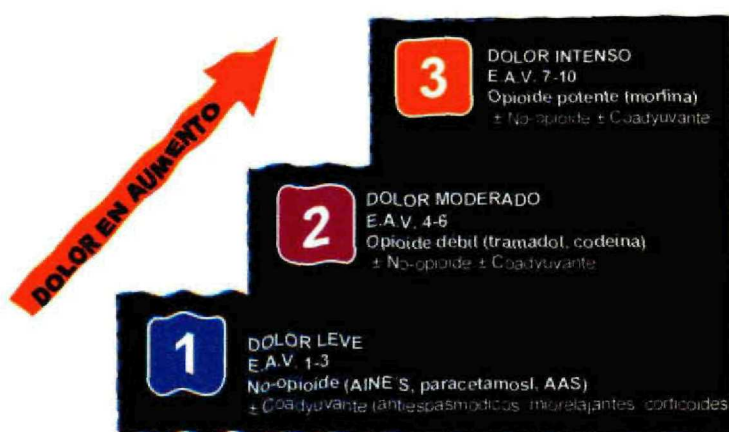 3
DOLOR INTENSO
E.A.V. 7-10
Opioide potente (morfina)
± No-opioide ± Coadyuvante
DOLOR EN AUMENTO
2
DOLOR MODERADO
E.A.V. 4-6
Opioide debil (tramadol, codeina)
± No-opioide ± Coadyuvante
1
DOLOR LEVE
E.A.V. 1-3
No-opioide (AINE'S, paracetamosl, AAS)
± Coadyuvante (antiespasmodicos miorelajantes corticoides